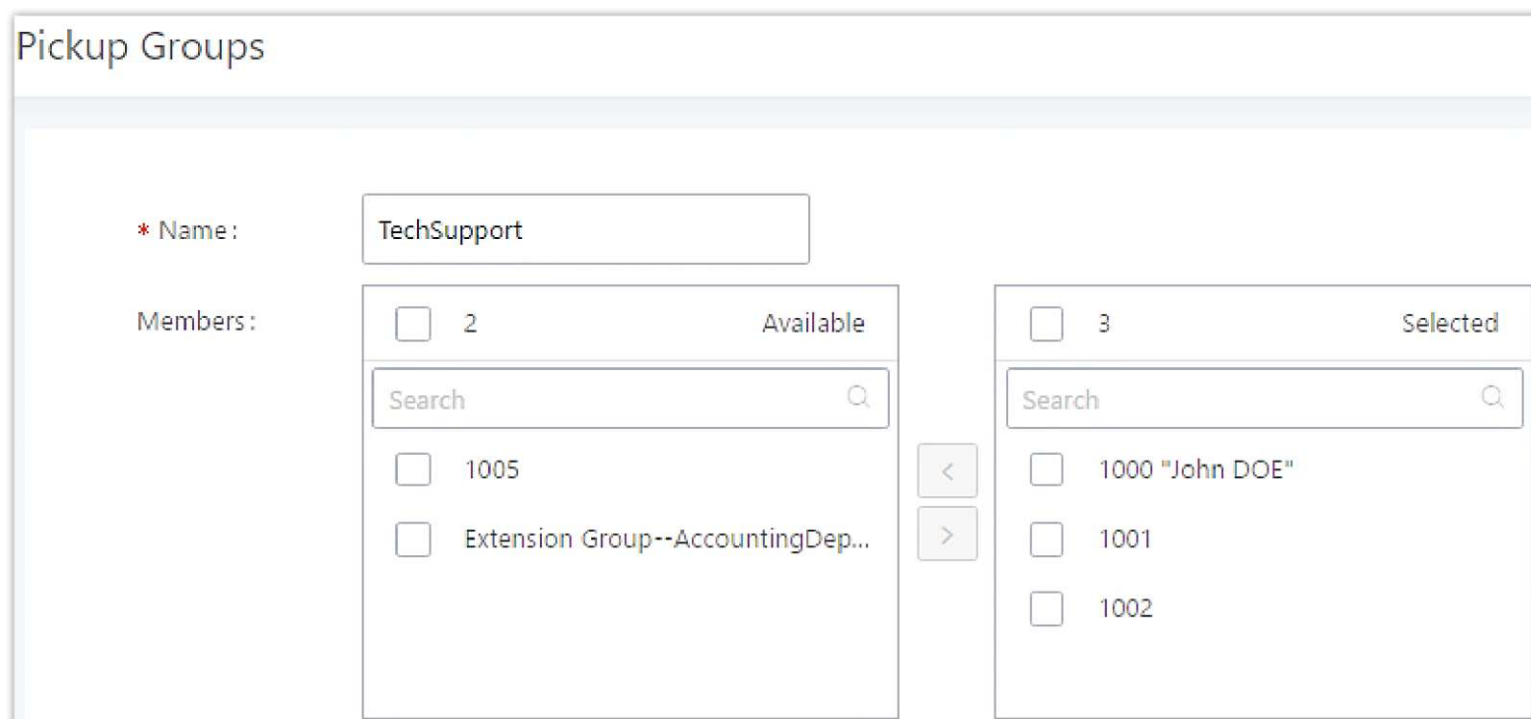 Pickup Groups
* Name:
TechSupport
Members:
2 Available
3 Selected
Search
Search
1005
1000 "John DOE"
Extension Group--AccountingDep...
1001
1002
<
>